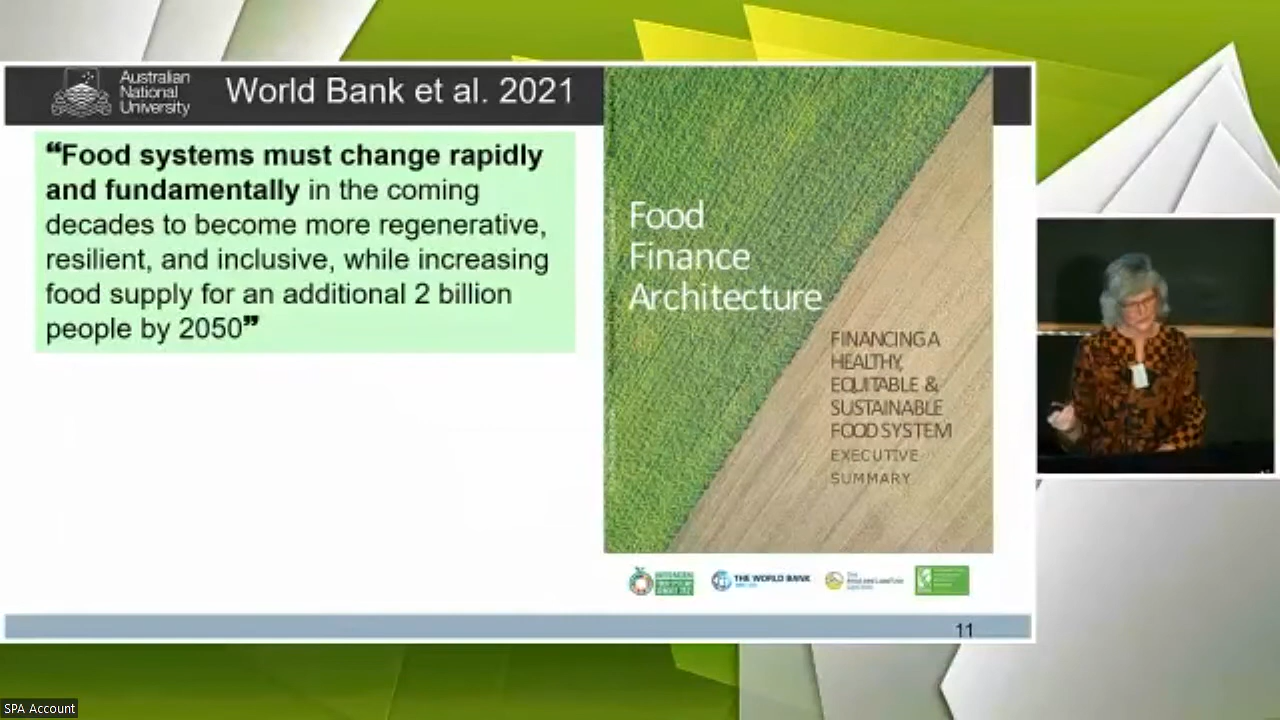 Australian
National
University
World Bank et al. 2021
“Food systems must change rapidly
and fundamentally in the coming
decades to become more regenerative,
resilient, and inclusive, while increasing
food supply for an additional 2 billion
people by 2050”
Food
Finance
Architecture
FINANCING A
HEALTHY,
EQUITABLE &
SUSTAINABLE
FOOD SYSTEM
EXECUTIVE
SUMMARY
THE WORLD BANK
11
SPA Account